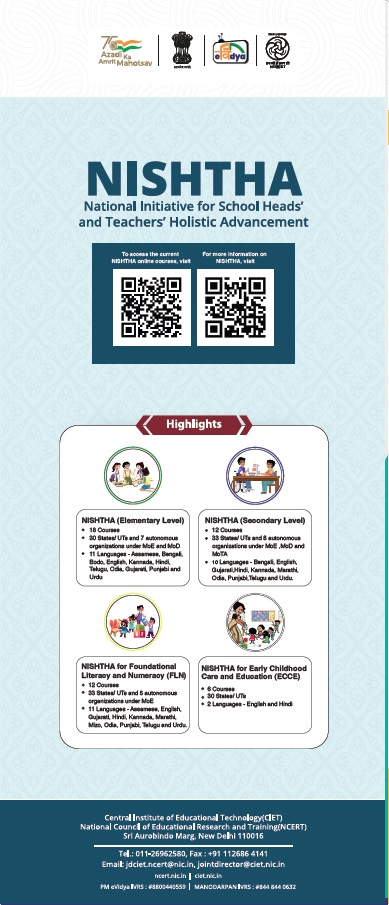 Azadi Ka
Amrit Mahotsav
NISHTHA
National Initiative for School Heads’
and Teachers’ Holistic Advancement
To access the current
NISHTHA online courses, visit
For more information on
NISHTHA, visit
Highlights
NISHTHA (Elementary Level)
18 Courses
30 States/ UTs and 7 autonomous
organizations under MoE and MoD
11 Languages - Assamese, Bengali,
Bodo, English, Kannada, Hindi,
Telugu, Odia, Gujarati, Punjabi and
Urdu
NISHTHA (Secondary Level)
12 Courses
33 States/ UTs and 5 autonomous
organizations under MoE ,MoD and
MoTA
10 Languages - Bengali, English,
Gujarati,Hindi, Kannada, Marathi,
Odia, Punjabi,Telugu and Urdu.
NISHTHA for Foundational
Literacy and Numeracy (FLN)
12 Courses
33 States/ UTs and 5 autonomous
organizations under MoE
11 Languages - Assamese, English,
Gujarati, Hindi, Kannada, Marathi,
Mizo, Odia, Punjabi, Telugu and Urdu.
NISHTHA for Early Childhood
Care and Education (ECCE)
6 Courses
30 States/ UTs
2 Languages - English and Hindi
Central Institute of Educational Technology(CIET)
National Council of Educational Research and Training(NCERT)
Sri Aurobindo Marg, New Delhi 110016
Tel.: 011-26962580, Fax : +91 112686 4141
Email: jdciet.ncert@nic.in, jointdirector@ciet.nic.in
ncert.nic.in | ciet.nic.in
PM eVidya IVRS : #8800440559 | MANODARPAN IVRS : #844 844 0632